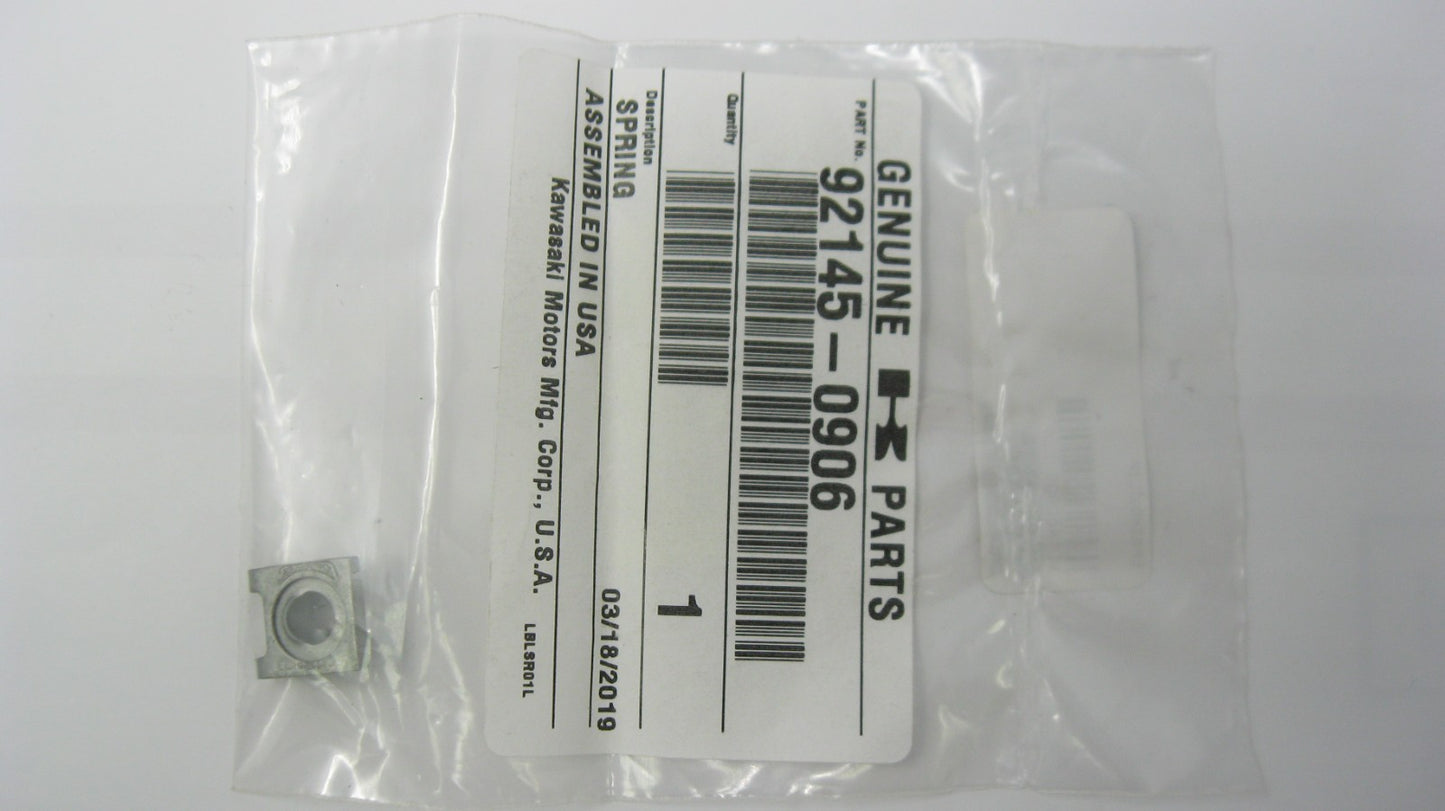 GENUINE PARTS
PART No. 92145-0906
Quantity
1
Description
SPRING
03/18/2019
ASSEMBLED IN USA
Kawasaki Motors Mfg. Corp., U.S.A.
LBLSR01L